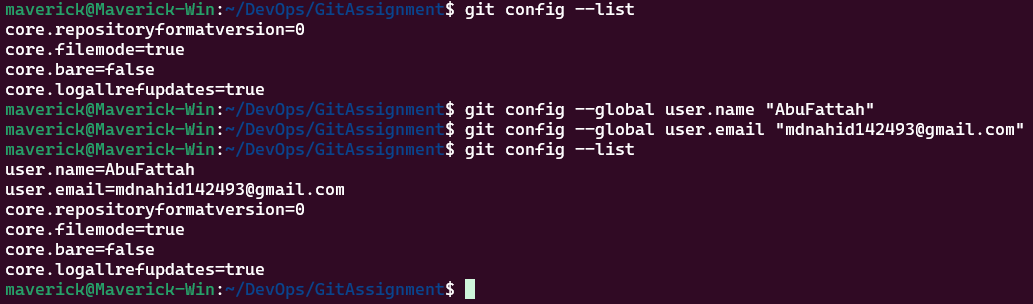 maverick@Maverick-Win:~/DevOps/GitAssignment$ git config --list
core.repositoryformatversion=0
core.filemode=true
core.bare=false
core.logallrefupdates=true
maverick@Maverick-Win:~/DevOps/GitAssignment$ git config --global user.name "AbuFattah"
maverick@Maverick-Win:~/DevOps/GitAssignment$ git config --global user.email "mdnahid142493@gmail.com"
maverick@Maverick-Win:~/DevOps/GitAssignment$ git config --list
user.name=AbuFattah
user.email=mdnahid142493@gmail.com
core.repositoryformatversion=0
core.filemode=true
core.bare=false
core.logallrefupdates=true
maverick@Maverick-Win:~/DevOps/GitAssignment$